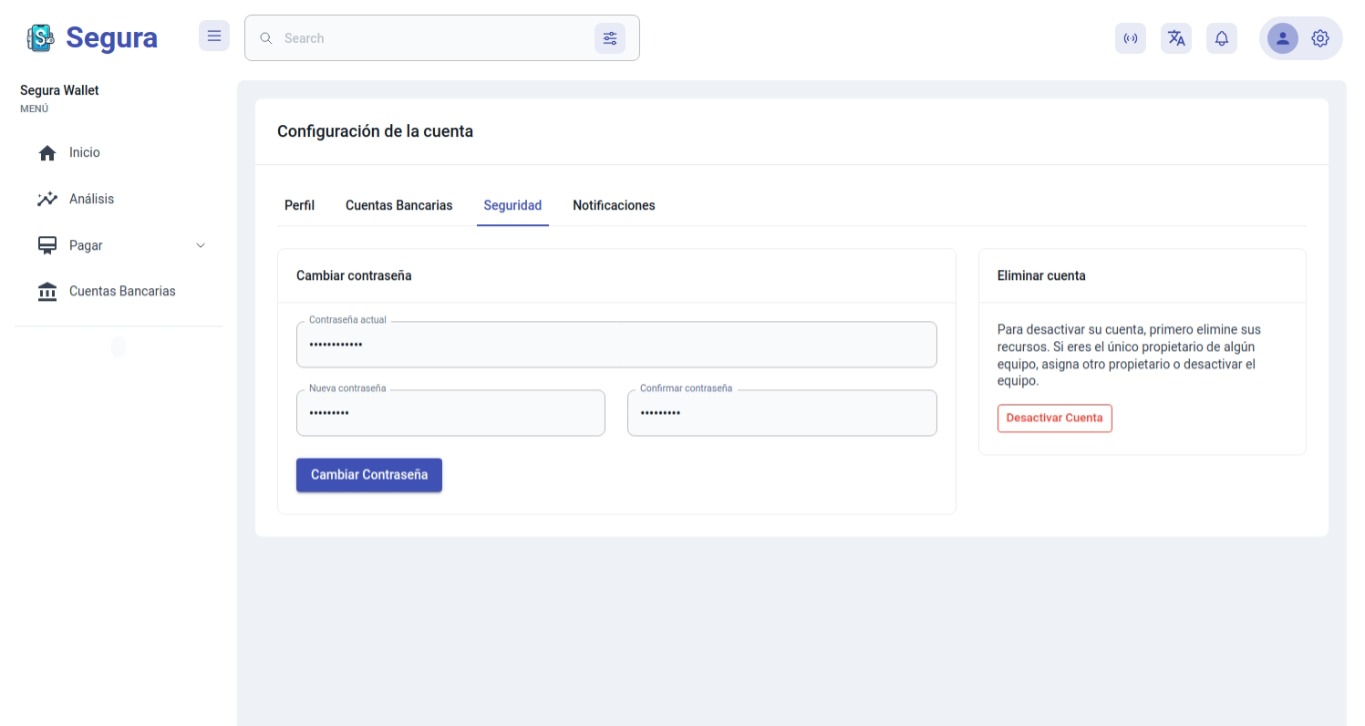 Segura
Search
Segura Wallet
MENÚ
Inicio
Análisis
Pagar
Cuentas Bancarias
Configuración de la cuenta
Perfil
Cuentas Bancarias
Seguridad
Notificaciones
Cambiar contraseña
Contraseña actual
••••••••••••
Nueva contraseña
•••••••••
Confirmar contraseña
•••••••••
Cambiar Contraseña
Eliminar cuenta
Para desactivar su cuenta, primero elimine sus
recursos. Si eres el único propietario de algún
equipo, asigna otro propietario o desactivar el
equipo.
Desactivar Cuenta